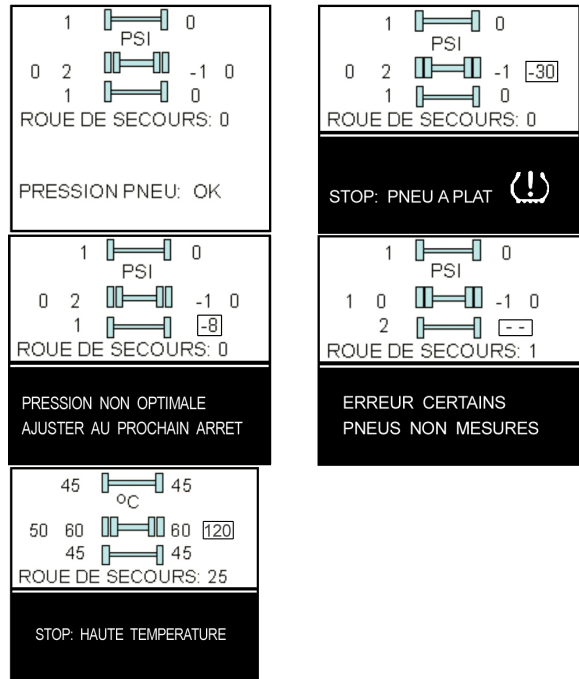 1 0
PSI
0 2 -1 0
1 0
ROUE DE SECOURS: 0
PRESSION PNEU: OK
1 0
PSI
0 2 -1 -30
1 0
ROUE DE SECOURS: 0
STOP: PNEU A PLAT (!)
1 0
PSI
0 2 -1 0
1 -8
ROUE DE SECOURS: 0
PRESSION NON OPTIMALE
AJUSTER AU PROCHAIN ARRET
1 0
PSI
1 0 -1 0
2 - -
ROUE DE SECOURS: 1
ERREUR CERTAINS
PNEUS NON MESURES
45 45
ºC
50 60 60 120
45 45
ROUE DE SECOURS: 25
STOP: HAUTE TEMPERATURE